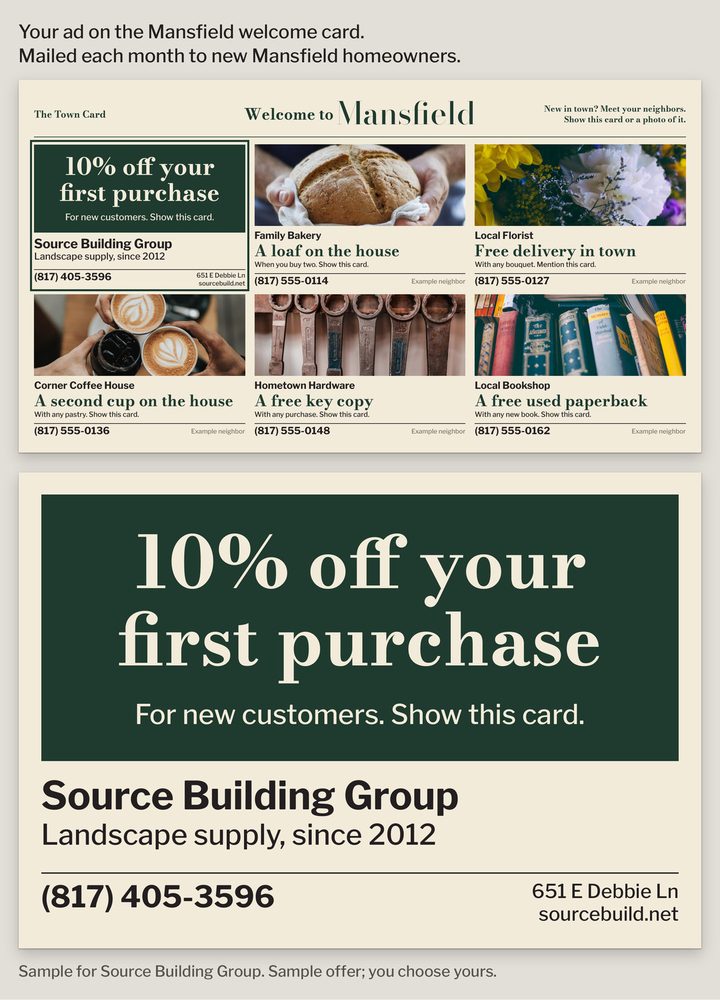 Your ad on the Mansfield welcome card.
Mailed each month to new Mansfield homeowners.
The Town Card
Welcome to Mansfield
New in town? Meet your neighbors.
Show this card or a photo of it.
10% off your
first purchase
For new customers. Show this card.
Source Building Group
Landscape supply, since 2012
(817) 405-3596
651 E Debbie Ln
sourcebuild.net
Family Bakery
A loaf on the house
When you buy two. Show this card.
(817) 555-0114
Example neighbor
Local Florist
Free delivery in town
With any bouquet. Mention this card.
(817) 555-0127
Example neighbor
Corner Coffee House
A second cup on the house
With any pastry. Show this card.
(817) 555-0136
Example neighbor
Hometown Hardware
A free key copy
With any purchase. Show this card.
(817) 555-0148
Example neighbor
Local Bookshop
A free used paperback
With any new book. Show this card.
(817) 555-0162
Example neighbor
10% off your
first purchase
For new customers. Show this card.
Source Building Group
Landscape supply, since 2012
(817) 405-3596
651 E Debbie Ln
sourcebuild.net
Sample for Source Building Group. Sample offer; you choose yours.